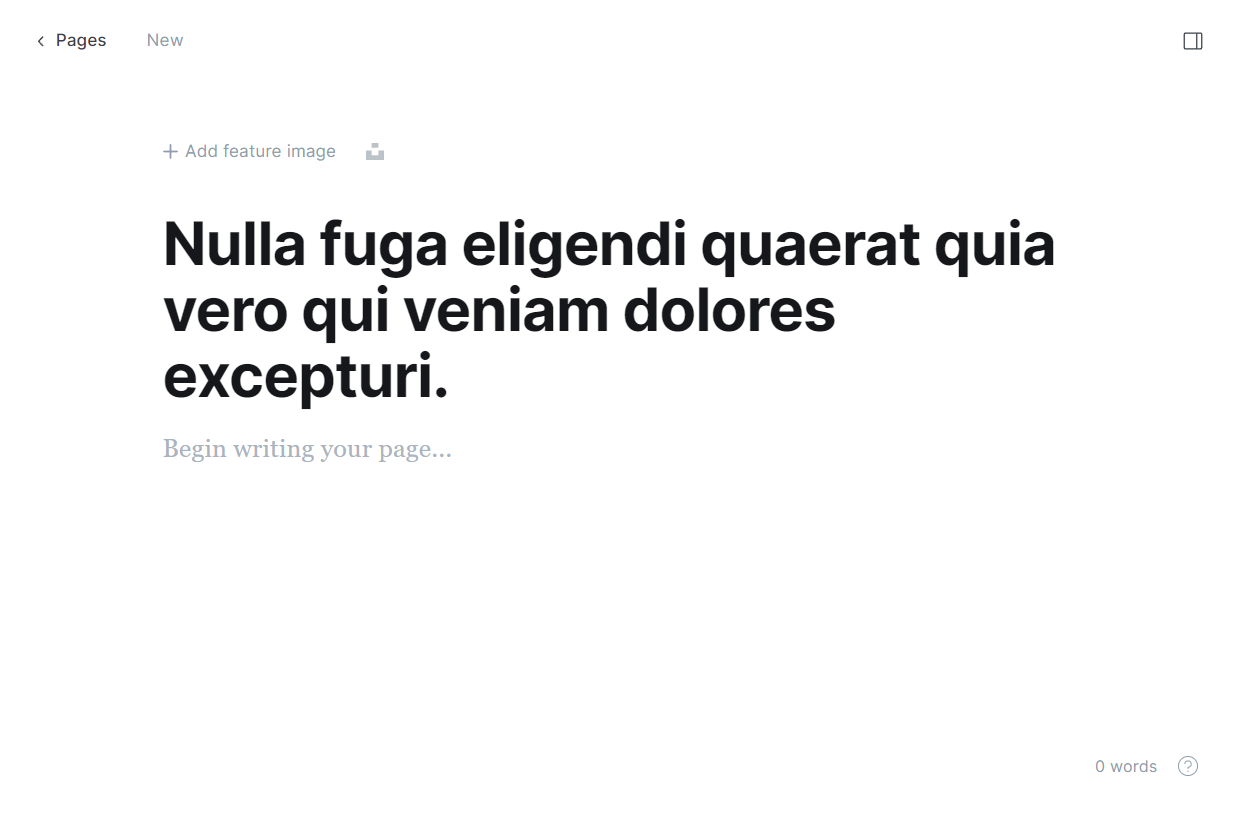 Pages New
Add feature image
Nulla fuga eligendi quaerat quia
vero qui veniam dolores
excepturi.
Begin writing your page...
0 words